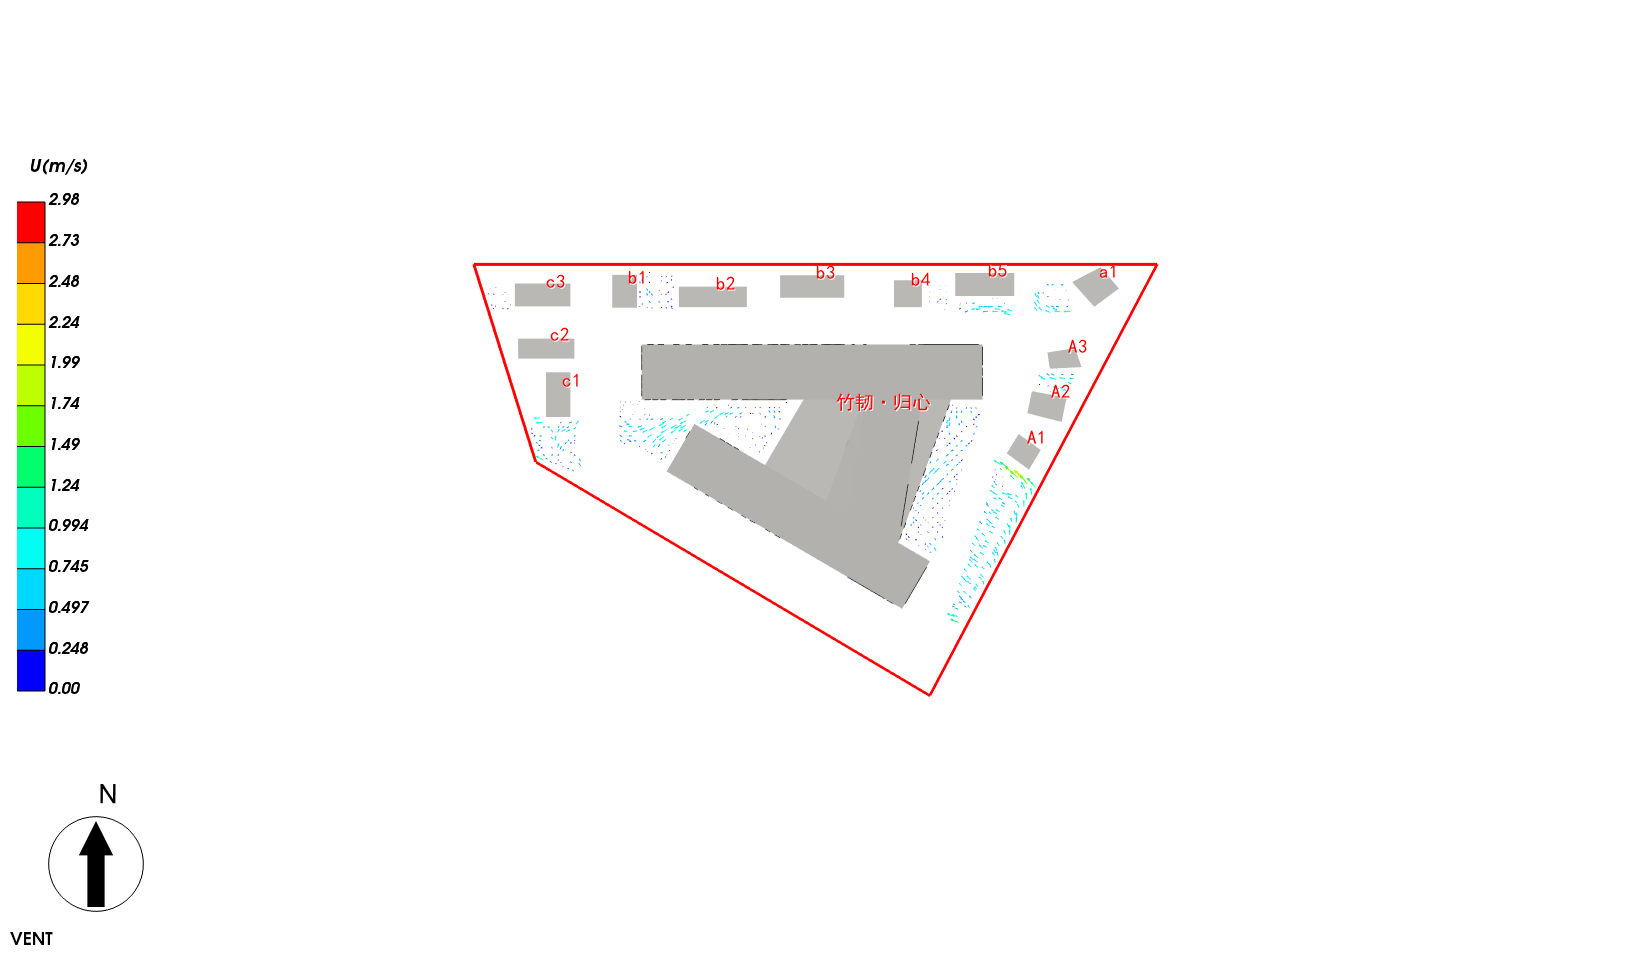 U(m/s)
2.98
2.73
2.48
2.24
1.99
1.74
1.49
1.24
0.994
0.745
0.497
0.248
0.00
c3
b1
b2
b3
b4
b5
a1
c2
A3
c1
A2
竹韧·归心
A1
N
VENT